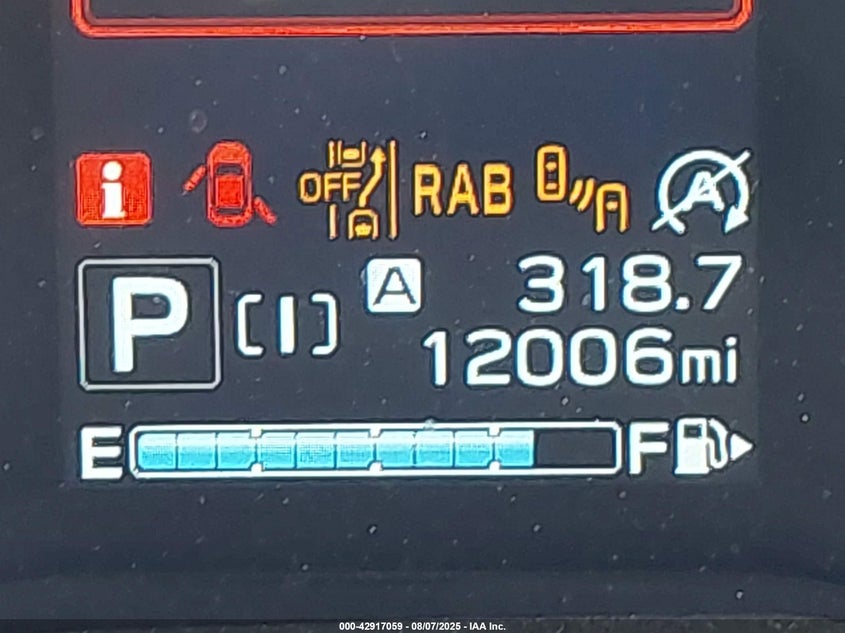 i OFF RAB A
P [I] A 318.7
12006mi
E F
000-42917059 - 08/07/2025 - IAA Inc.